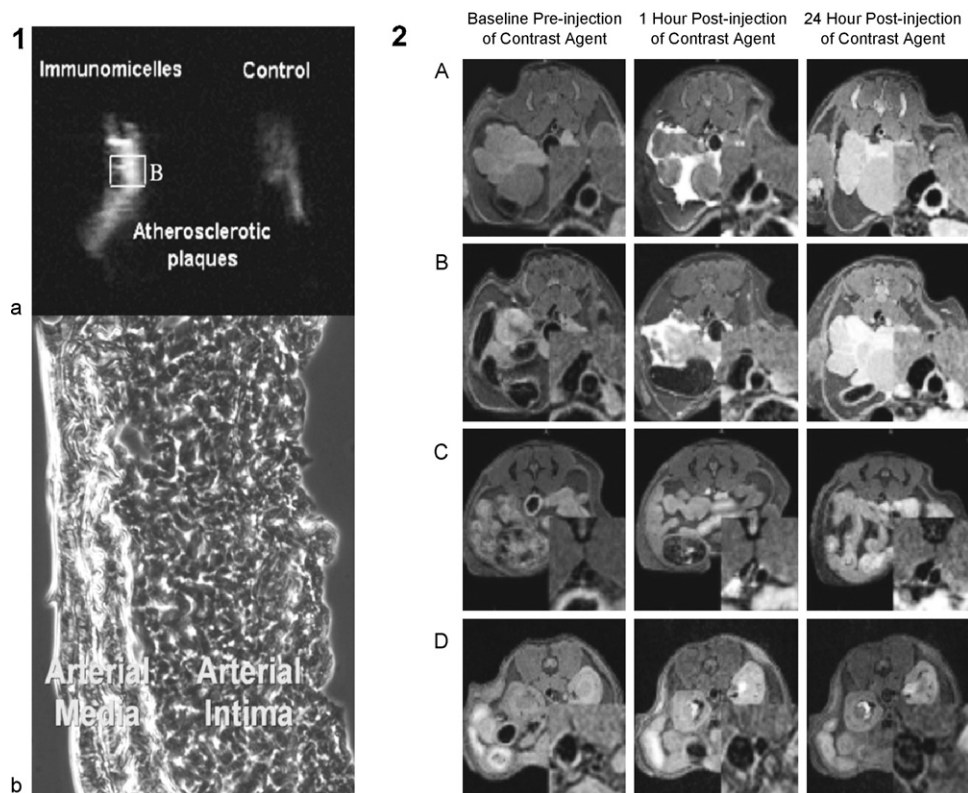 1
Immunomicelles
Control
B
Atherosclerotic
plaques
a
Arterial
Media
Arterial
Intima
b
2
Baseline Pre-injection
of Contrast Agent
1 Hour Post-injection
of Contrast Agent
24 Hour Post-injection
of Contrast Agent
A
B
C
D